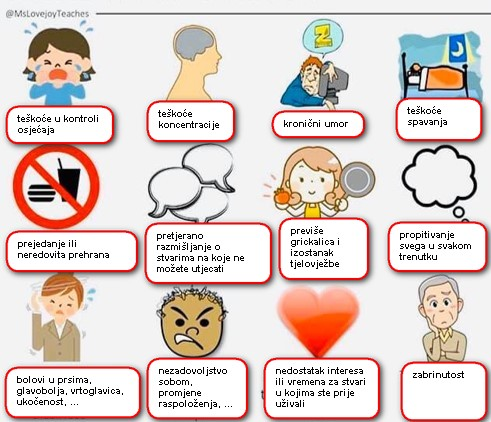 @MsLovejoyTeaches
teškoće u kontroli
osjećaja
teškoće
koncentracije
kronični umor
teškoće
spavanja
prejedanje ili
neredovita prehrana
pretjerano
razmišljanje o
stvarima na koje ne
možete utjecati
previše
grickalica i
izostanak
tjelovježbe
propitivanje
svega u svakom
trenutku
bolovi u prsima,
glavobolja, vrtoglavica,
ukočenost, ...
nezadovoljstvo
sobom,
promjene
raspoloženja, ...
nedostatak interesa
ili vremena za stvari
u kojima ste prije
uživali
zabrinutost